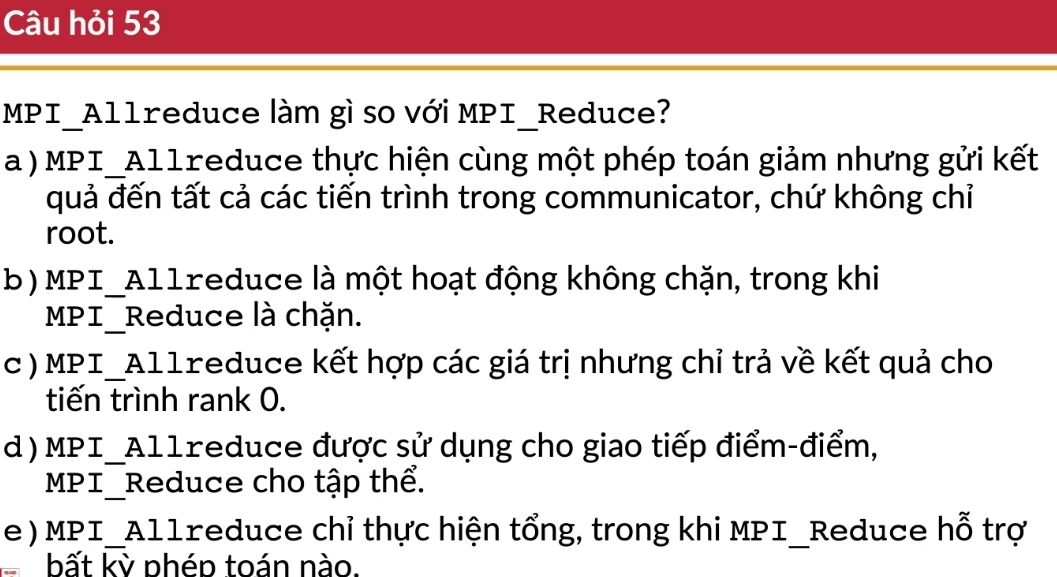 Câu hỏi 53
MPI_Allreduce làm gì so với MPI_Reduce?
a) MPI_Allreduce thực hiện cùng một phép toán giảm nhưng gửi kết
quả đến tất cả các tiến trình trong communicator, chứ không chỉ
root.
b) MPI_Allreduce là một hoạt động không chặn, trong khi
MPI_Reduce là chặn.
c) MPI_Allreduce kết hợp các giá trị nhưng chỉ trả về kết quả cho
tiến trình rank 0.
d) MPI_Allreduce được sử dụng cho giao tiếp điểm-điểm,
MPI_Reduce cho tập thể.
e) MPI_Allreduce chỉ thực hiện tổng, trong khi MPI_Reduce hỗ trợ
bất kỳ phép toán nào.